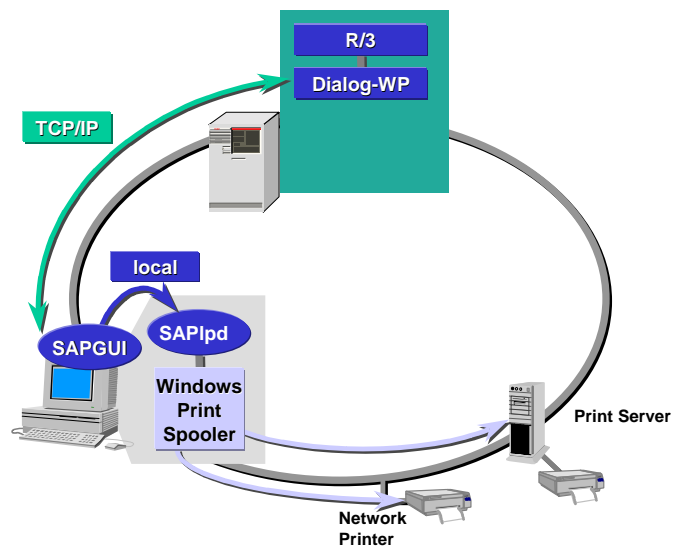 R/3
Dialog-WP
TCP/IP
local
SAPlpd
SAPGUI
Windows
Print
Spooler
Print Server
Network
Printer